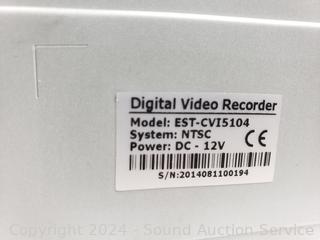 Digital Video Recorder
Model: EST-CVI5104
System: NTSC
Power: DC - 12V
CE
S/N:2014081100194
Copyright 2024 - Sound Auction Service